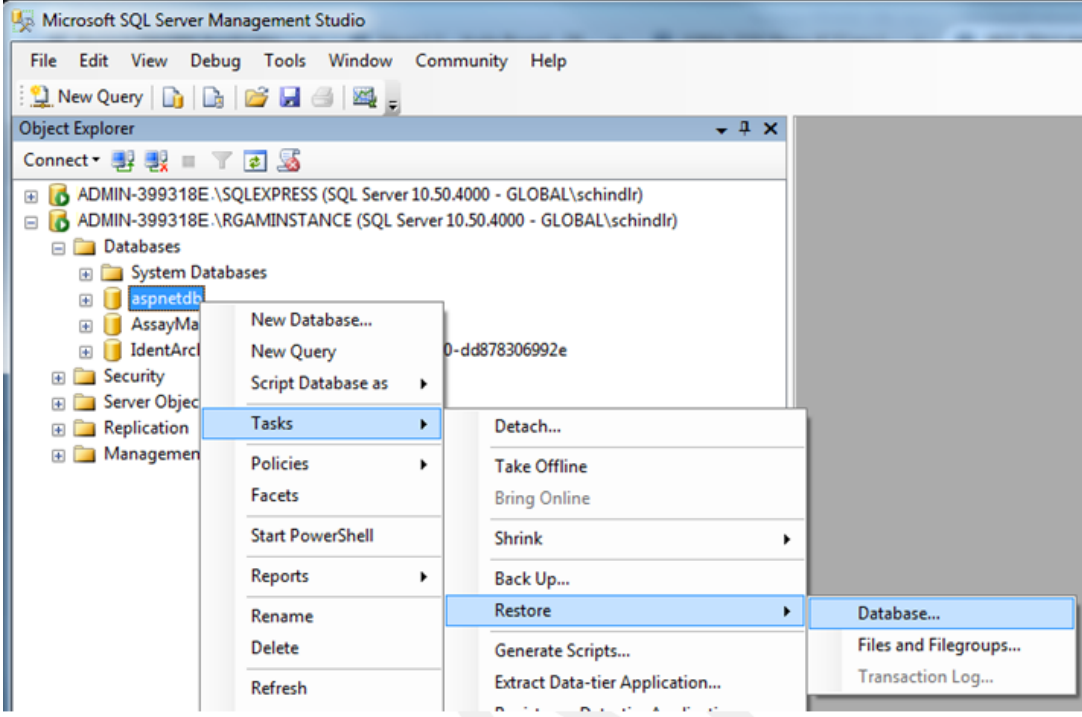 Microsoft SQL Server Management Studio
File Edit View Debug Tools Window Community Help
New Query
Object Explorer
Connect
ADMIN-399318E.\SQLEXPRESS (SQL Server 10.50.4000 - GLOBAL\schindlr)
ADMIN-399318E.\RGAMINSTANCE (SQL Server 10.50.4000 - GLOBAL\schindlr)
Databases
System Databases
aspnetdb
AssayMa
IdentArcl 0-dd878306992e
Security
Server Objec
Replication
Managemen
New Database...
New Query
Script Database as
Tasks
Policies
Facets
Start PowerShell
Reports
Rename
Delete
Refresh
Detach...
Take Offline
Bring Online
Shrink
Back Up...
Restore
Generate Scripts...
Extract Data-tier Application...
Database...
Files and Filegroups...
Transaction Log...